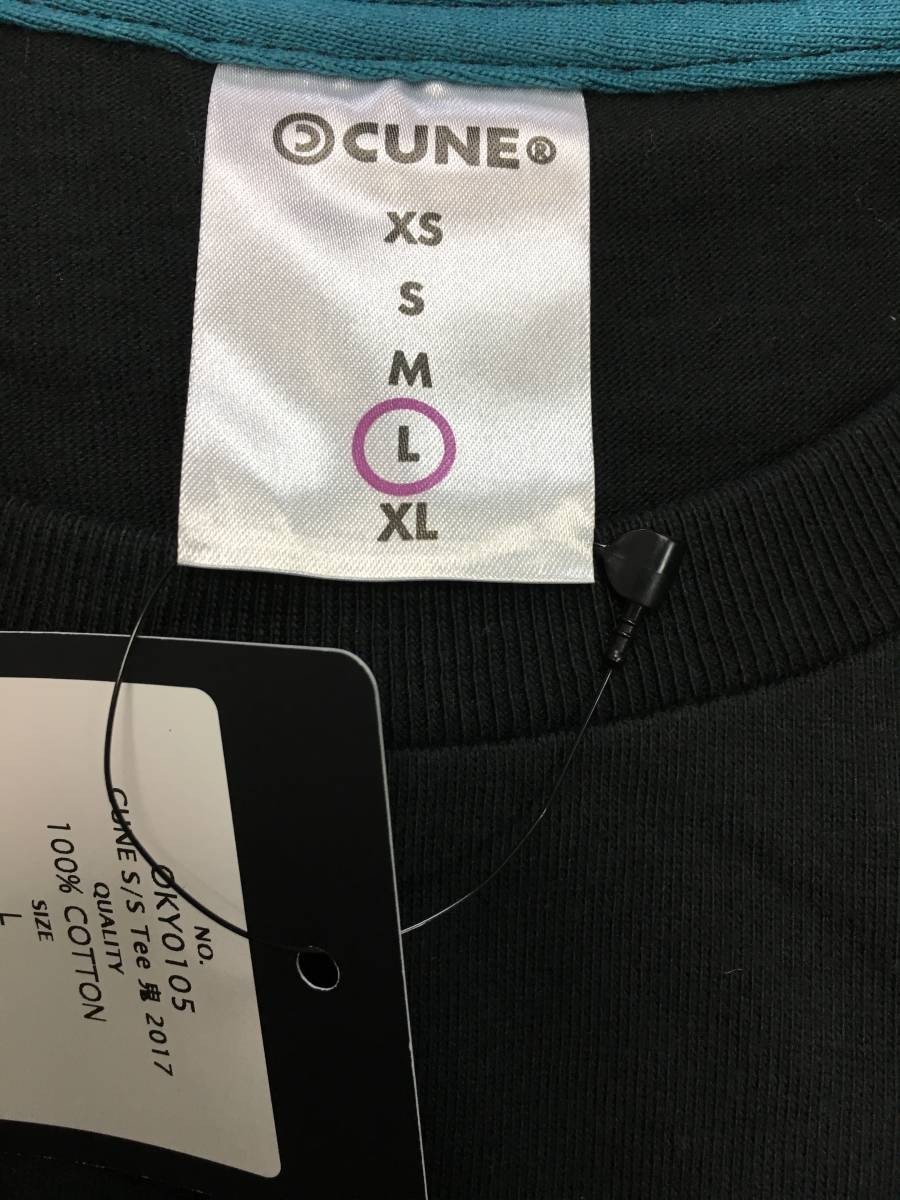 CUNE®
XS
S
M
L
XL
NO.
OKY0105
CUNE S/S Tee 鬼 2017
QUALITY
100% COTTON
SIZE
L